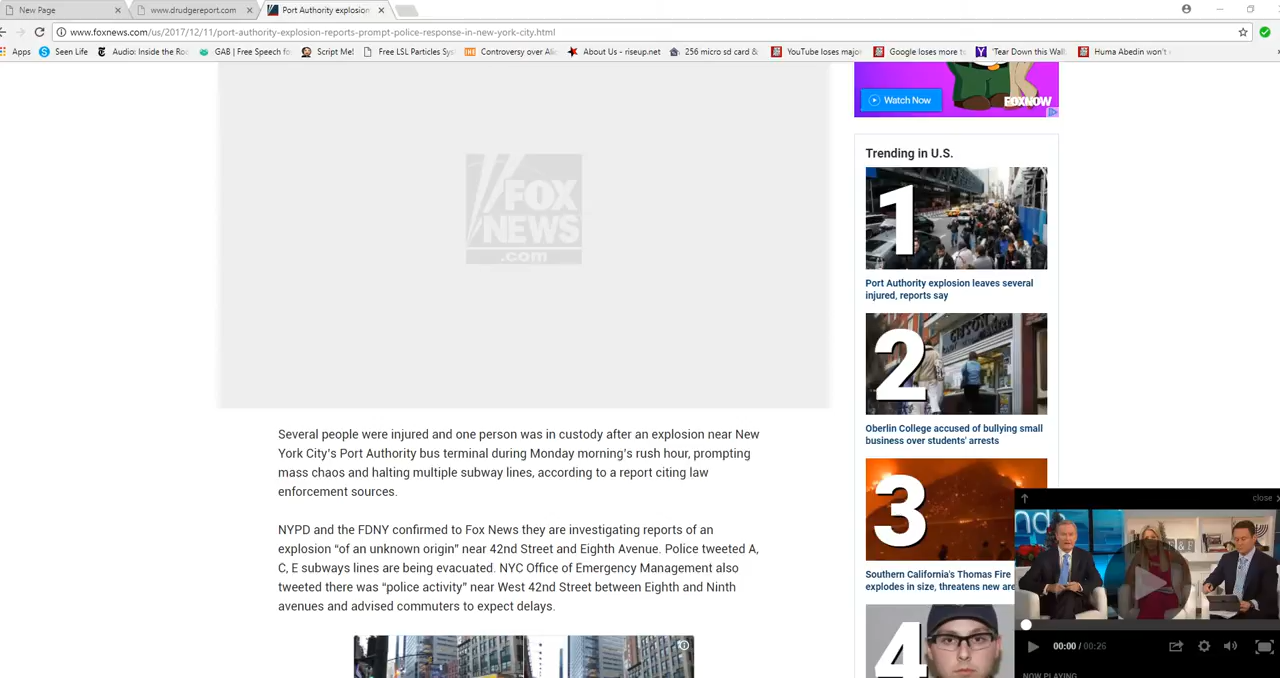 New Page
www.drudgereport.com
Port Authority explosion
www.foxnews.com/us/2017/12/11/port-authority-explosion-reports-prompt-police-response-in-new-york-city.html
Apps
Seen Life
Audio: Inside the Ro
GAB | Free Speech fo
Script Me!
Free LSL Particles Sys
Controversy over Ali
About Us - riseup.net
256 micro sd card &
YouTube loses major
Google loses more t
'Tear Down this Wall
Huma Abedin won't
Watch Now
FOXNOW
Trending in U.S.
FOX
NEWS
.com
1
Port Authority explosion leaves several
injured, reports say
2
Oberlin College accused of bullying small
business over students' arrests
3
Southern California's Thomas Fire
explodes in size, threatens new are
4
Several people were injured and one person was in custody after an explosion near New
York City's Port Authority bus terminal during Monday morning's rush hour, prompting
mass chaos and halting multiple subway lines, according to a report citing law
enforcement sources.
NYPD and the FDNY confirmed to Fox News they are investigating reports of an
explosion “of an unknown origin” near 42nd Street and Eighth Avenue. Police tweeted A,
C, E subways lines are being evacuated. NYC Office of Emergency Management also
tweeted there was “police activity” near West 42nd Street between Eighth and Ninth
avenues and advised commuters to expect delays.
close
F&F
00:00 / 00:26
NOW PLAYING